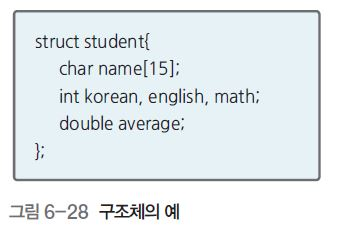 struct student{
char name[15];
int korean, english, math;
double average;
};
그림 6-28 구조체의 예